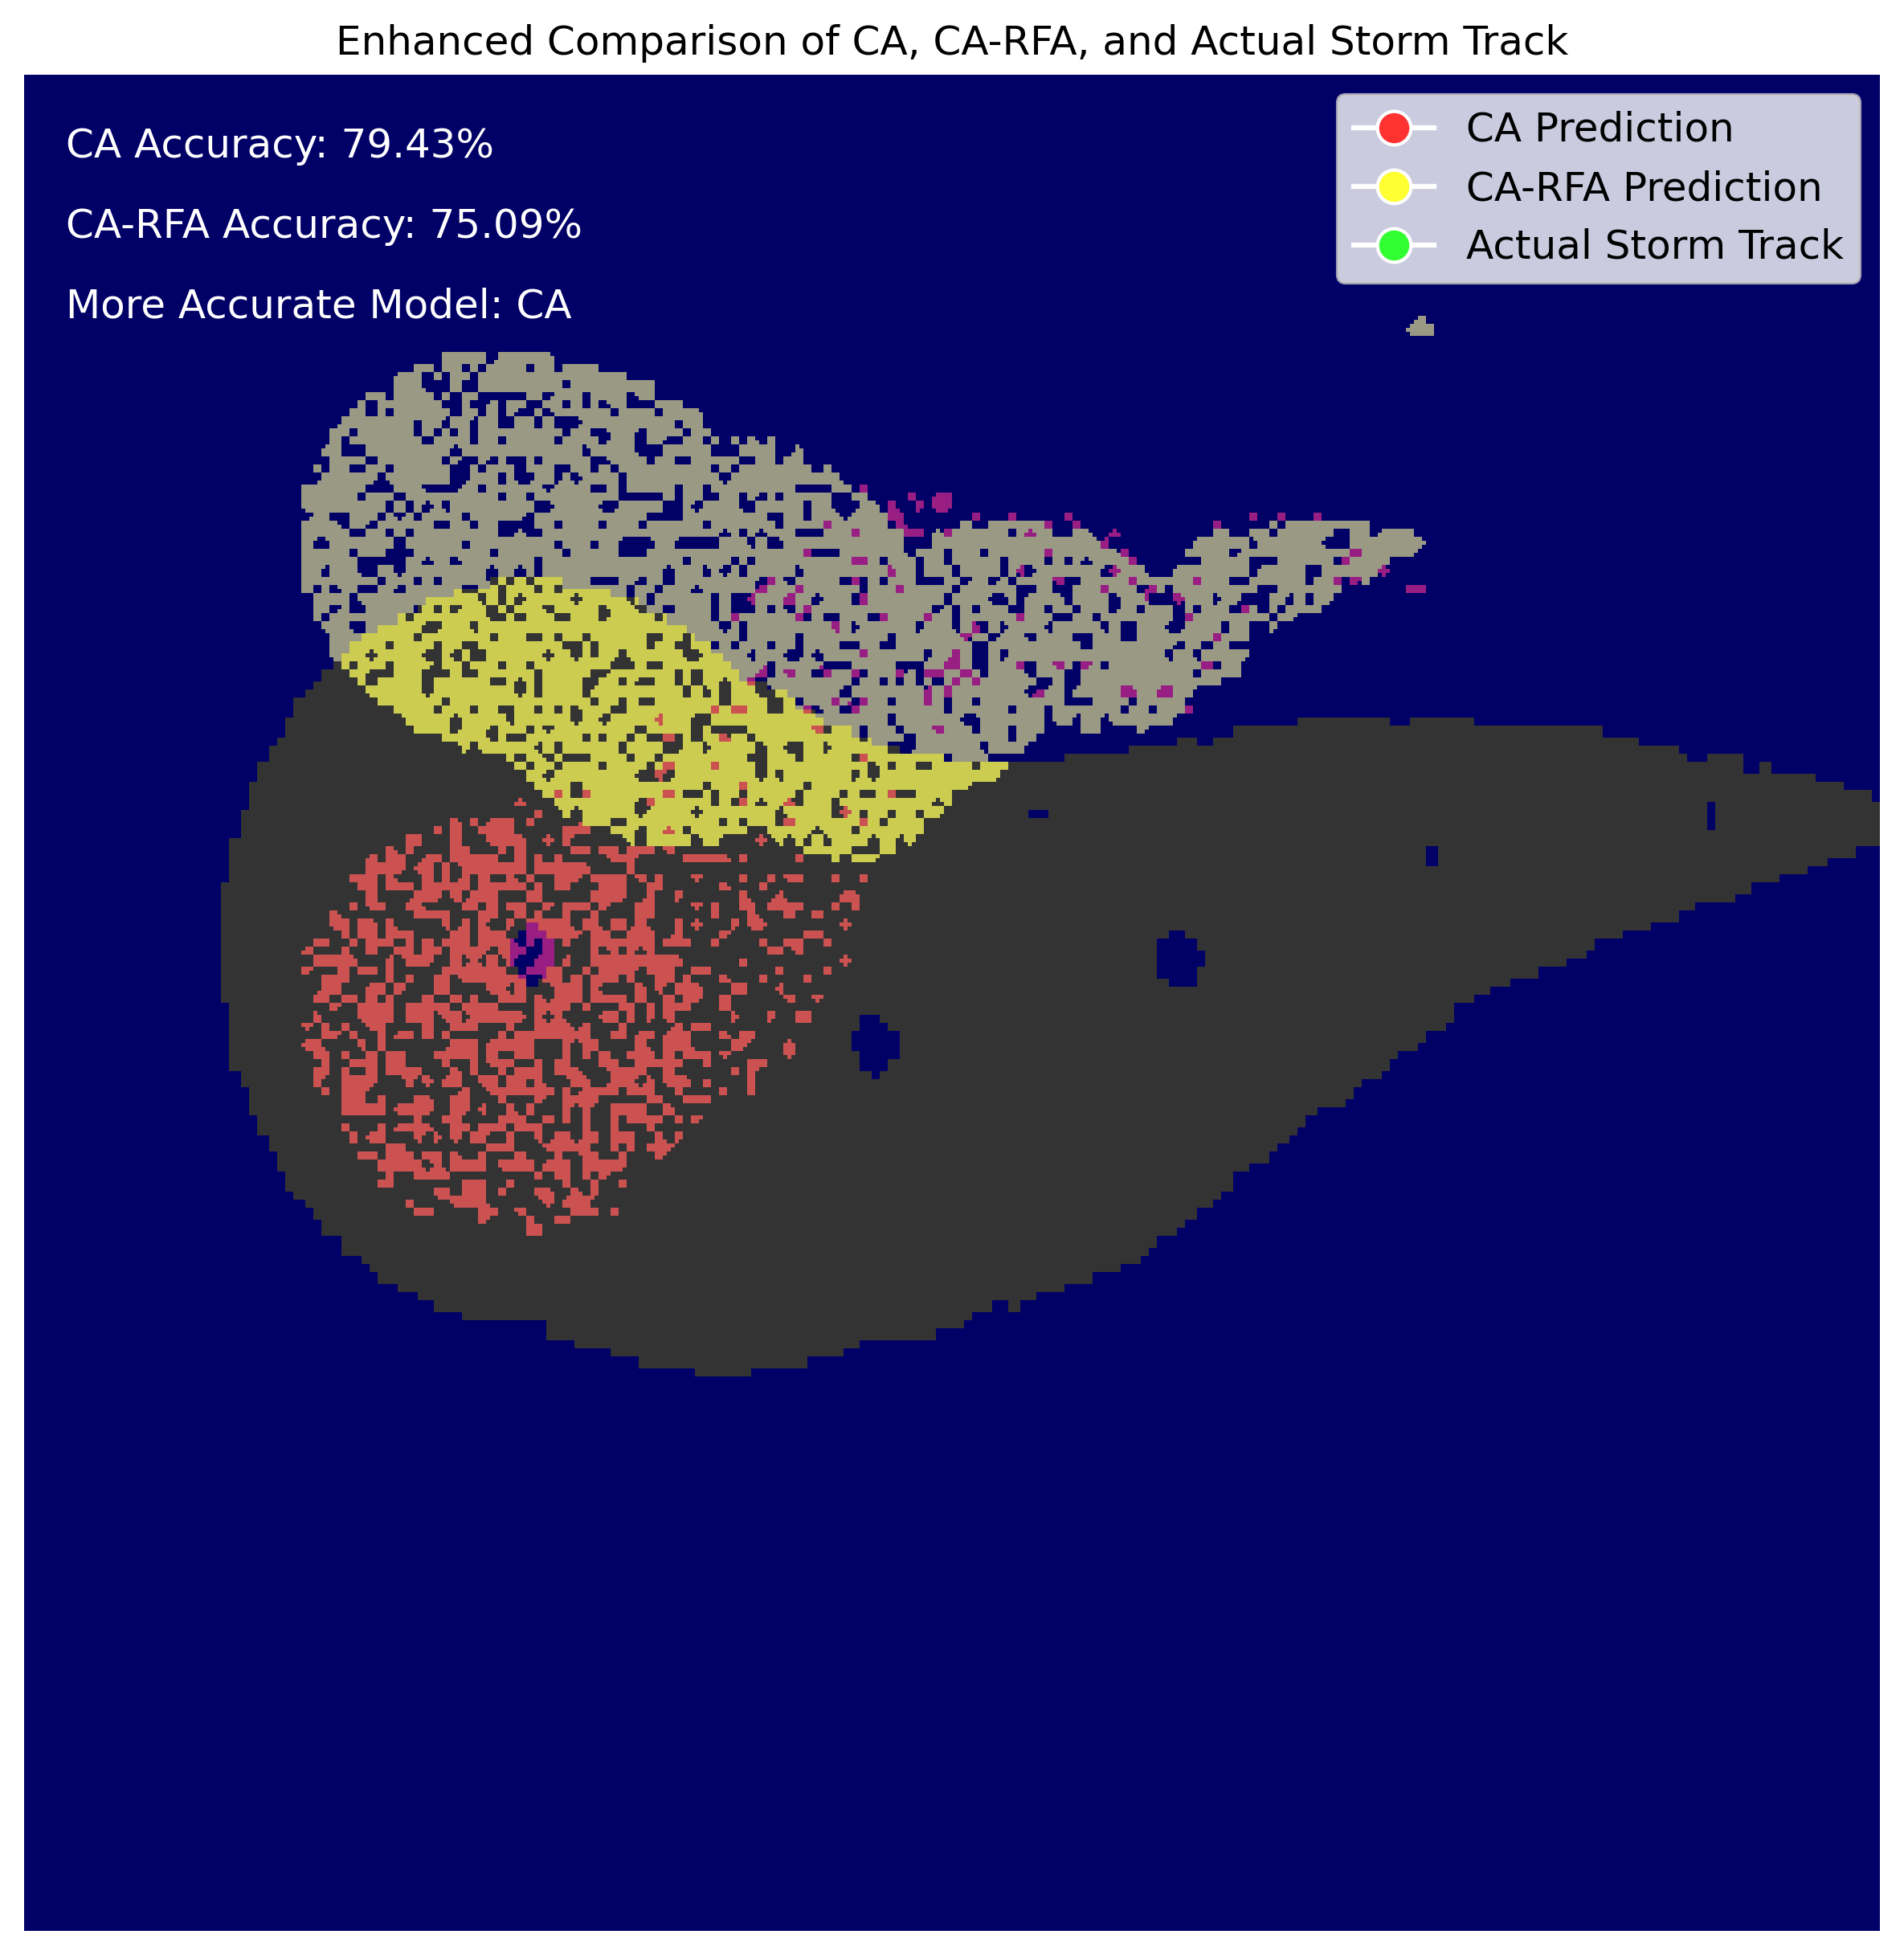 Enhanced Comparison of CA, CA-RFA, and Actual Storm Track
CA Accuracy: 79.43%
CA-RFA Accuracy: 75.09%
More Accurate Model: CA
CA Prediction
CA-RFA Prediction
Actual Storm Track